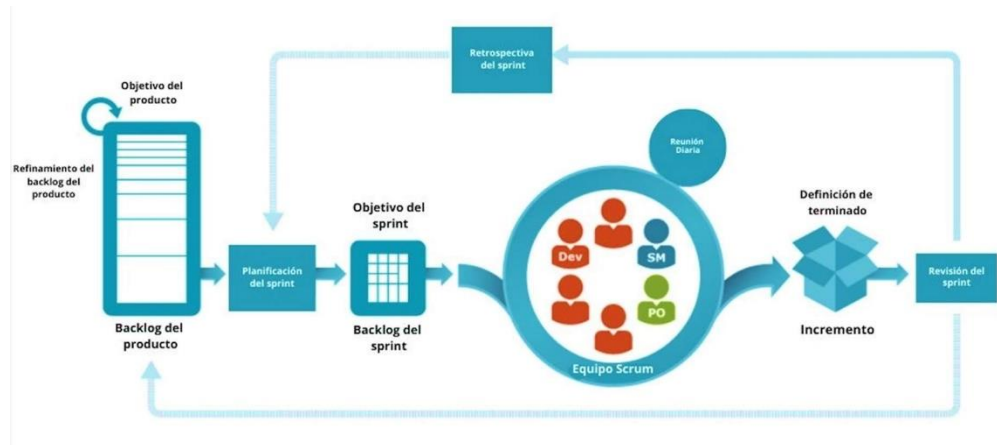 Retrospectiva
del sprint
Objetivo del
producto
Reunión
Diaria
Refinamiento del
backlog del
producto
Objetivo del
sprint
Definición de
terminado
Dev
SM
Planificación
del sprint
Revisión del
sprint
PO
Backlog del
producto
Backlog del
sprint
Incremento
Equipo Scrum